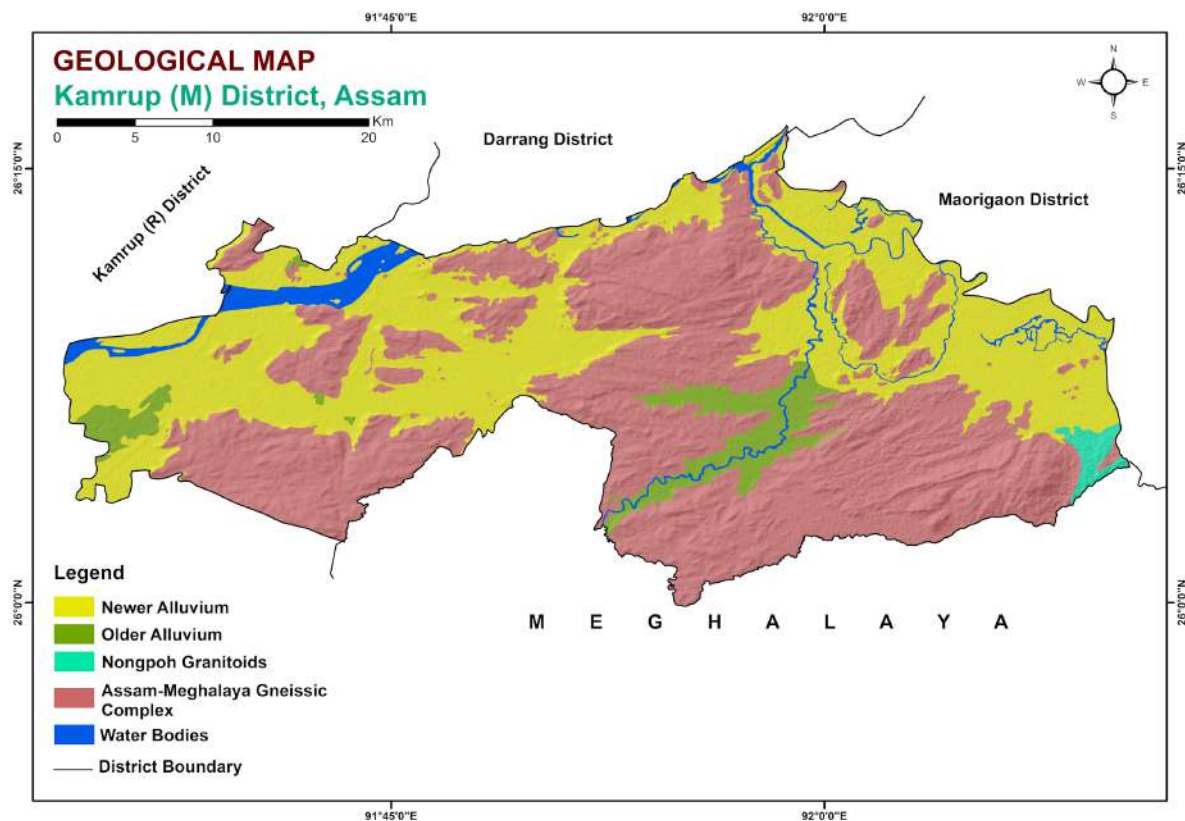 91°45'0"E
92°0'0"E
GEOLOGICAL MAP
Kamrup (M) District, Assam
Km
0 5 10 20
N
W E
S
Darrang District
26°15'0"N
26°15'0"N
Kamrup (R) District
Maorigaon District
Legend
Newer Alluvium
Older Alluvium
Nongpoh Granitoids
Assam-Meghalaya Gneissic
Complex
Water Bodies
District Boundary
26°0'0"N
26°0'0"N
M E G H A L A Y A
91°45'0"E
92°0'0"E